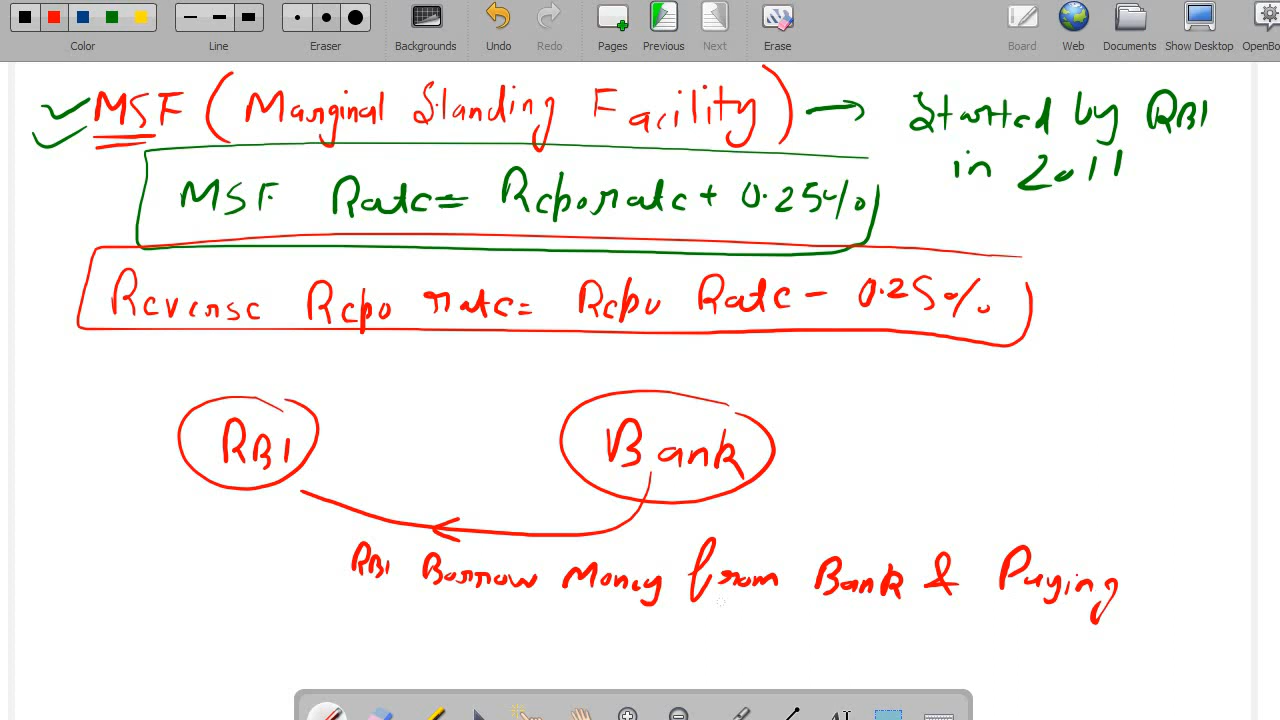 Color Line Eraser Backgrounds Undo Redo Pages Previous Next Erase Board Web Documents Show Desktop OpenBo
MSF (Marginal Standing Facility) → Started by RBI
in 2011
MSF Rate = Reporate + 0.25%
Reverse Repo rate = Repo Rate - 0.25%
RBI Bank
RBI Borrow Money from Bank & Paying